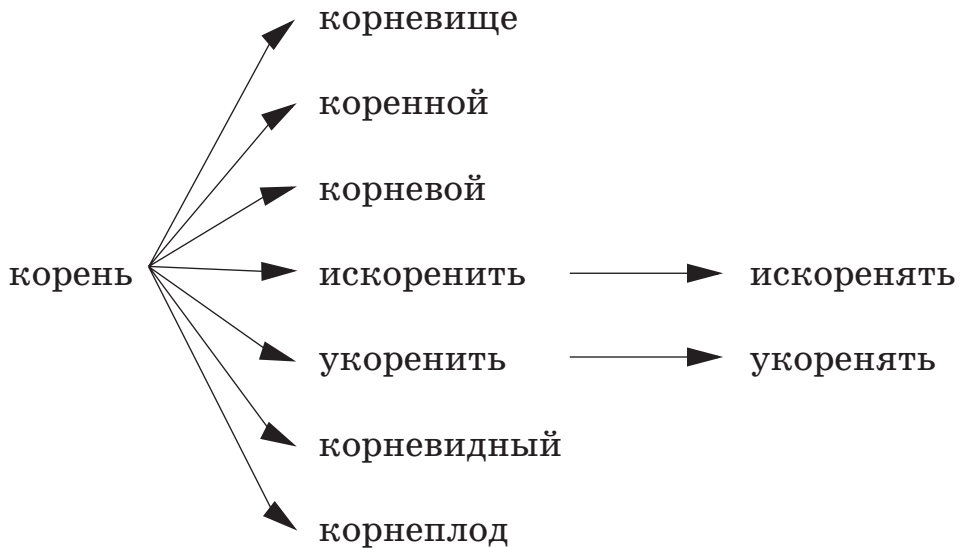 корневище
коренной
корневой
корень искоренить искоренять
укоренить укоренять
корневидный
корнеплод